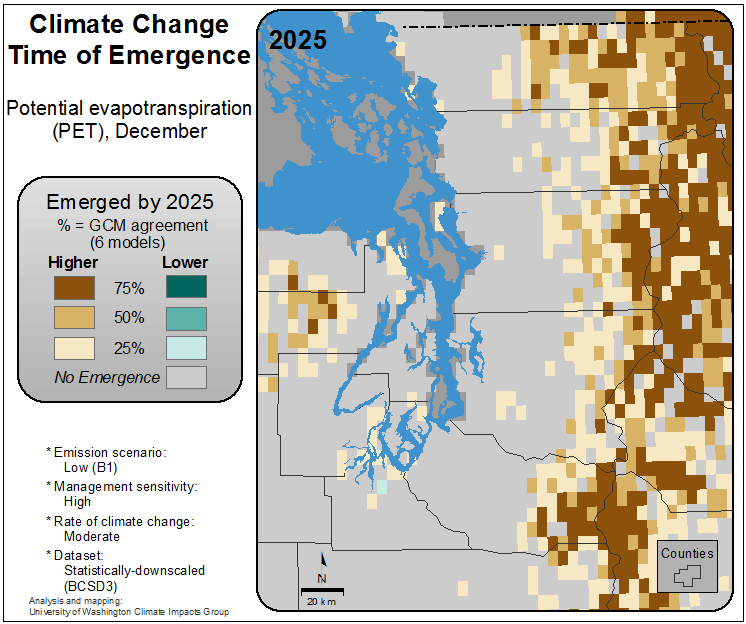 Climate Change
Time of Emergence
Potential evapotranspiration
(PET), December
Emerged by 2025
% = GCM agreement
(6 models)
Higher Lower
75%
50%
25%
No Emergence
* Emission scenario:
Low (B1)
* Management sensitivity:
High
* Rate of climate change:
Moderate
* Dataset:
Statistically-downscaled
(BCSD3)
Analysis and mapping:
University of Washington Climate Impacts Group
2025
N
20 km
Counties